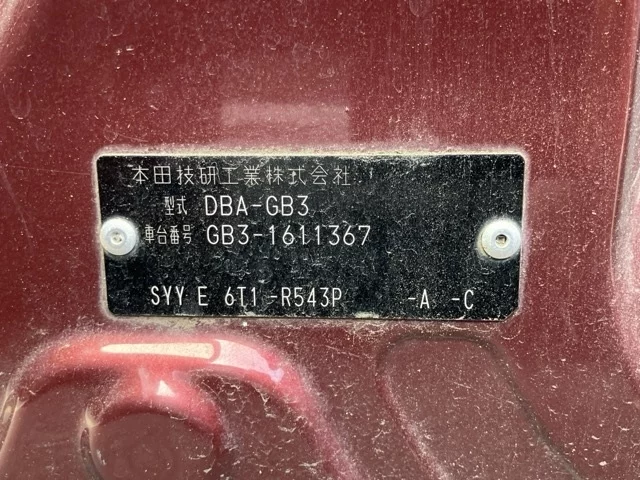 本田技研工業株式会社
型式 DBA-GB3
車台番号 GB3-1611367
SYY E 6T1 -R543P -A -C